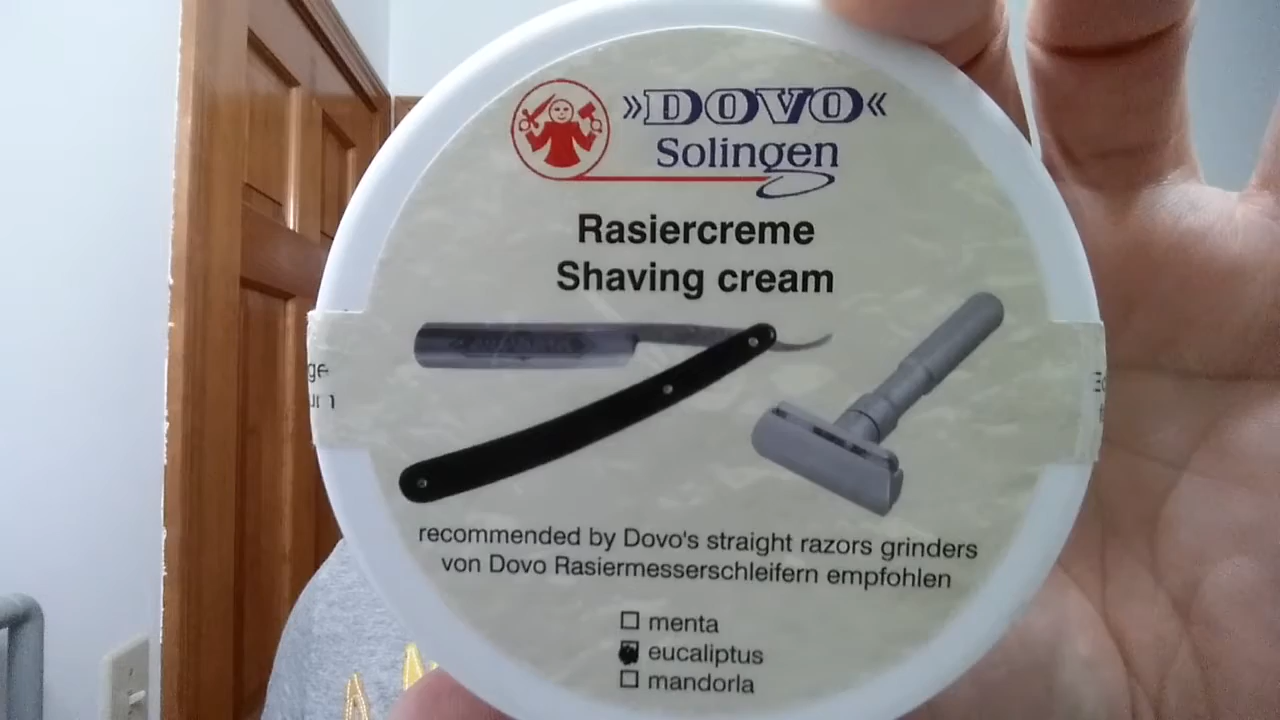 »DOVO«
Solingen
Rasiercreme
Shaving cream
recommended by Dovo's straight razors grinders
von Dovo Rasiermesserschleifern empfohlen
menta
eucaliptus
mandorla